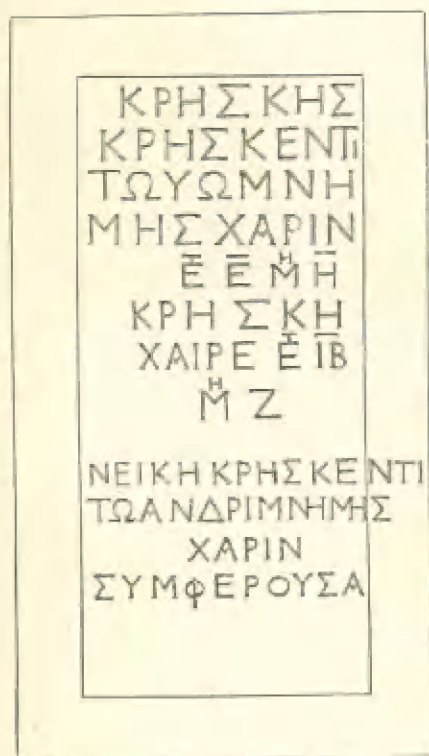 ΚΡΗΣΚΗΣ
ΚΡΗΣΚΕΝΤΙ
ΤΩΥΩΜΝΗ
ΜΗΣΧΑΡΙΝ
Ε Ε Μ Η
ΚΡΗΣΚΗ
ΧΑΙΡΕ Ε ΙΒ
Μ Ζ
ΝΕΙΚΗΚΡΗΣΚΕΝΤΙ
ΤΩΑΝΔΡΙΜΝΗΜΗΣ
ΧΑΡΙΝ
ΣΥΜΦΕΡΟΥΣΑ